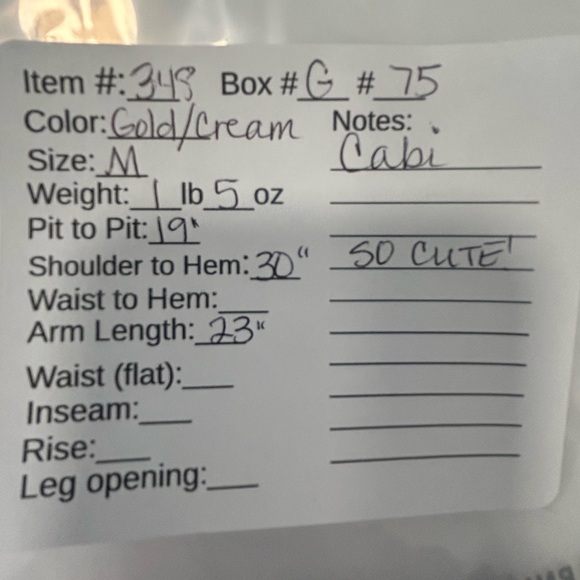 Item #: 348 Box # G # 75
Color: Gold/Cream Notes:
Size: M Cabi
Weight: 1 lb 5 oz
Pit to Pit: 19"
Shoulder to Hem: 30" SO CUTE!
Waist to Hem:
Arm Length: 23"
Waist (flat):
Inseam:
Rise:
Leg opening: